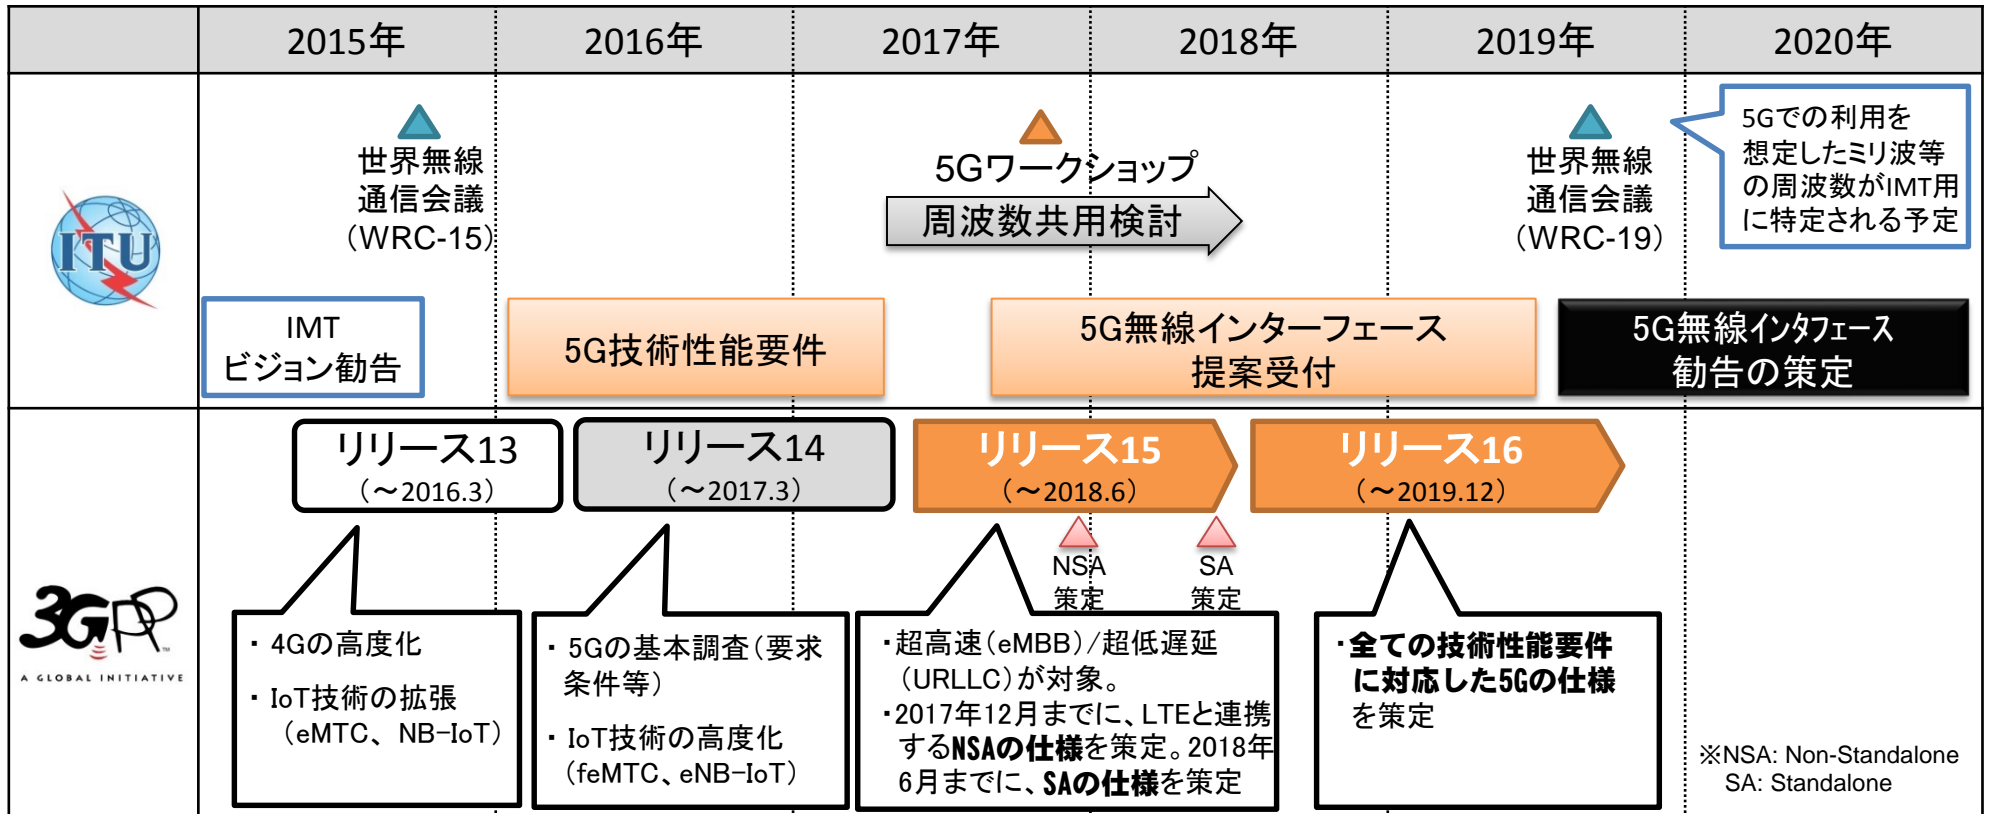 2015年
2016年
2017年
2018年
2019年
2020年
世界無線
通信会議
(WRC-15)
5Gワークショップ
周波数共用検討
世界無線
通信会議
(WRC-19)
5Gでの利用を
想定したミリ波等
の周波数がIMT用
に特定される予定
ITU
IMT
ビジョン勧告
5G技術性能要件
5G無線インターフェース
提案受付
5G無線インタフェース
勧告の策定
リリース13
(~2016.3)
リリース14
(~2017.3)
リリース15
(~2018.6)
リリース16
(~2019.12)
NSA
策定
SA
策定
3GPP™
A GLOBAL INITIATIVE
・4Gの高度化
・IoT技術の拡張
(eMTC、NB-IoT)
・5Gの基本調査(要求
条件等)
・IoT技術の高度化
(feMTC、eNB-IoT)
・超高速(eMBB)/超低遅延
(URLLC)が対象。
・2017年12月までに、LTEと連携
するNSAの仕様を策定。2018年
6月までに、SAの仕様を策定
・全ての技術性能要件
に対応した5Gの仕様
を策定
※NSA: Non-Standalone
SA: Standalone